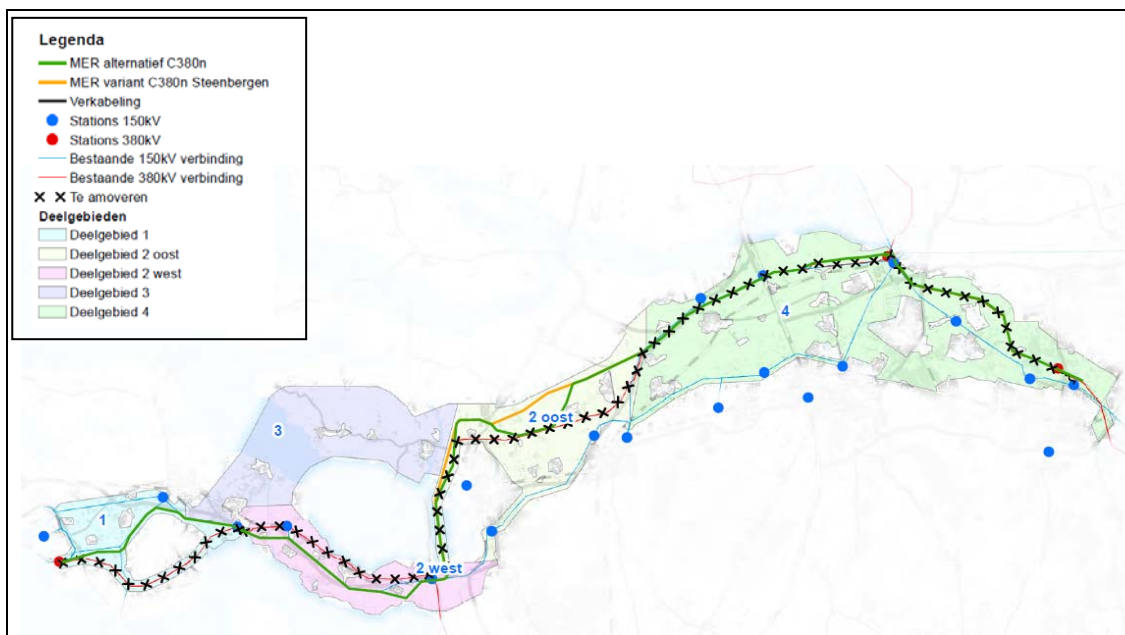 Legenda
MER alternatief C380n
MER variant C380n Steenbergen
Verkabeling
Stations 150kV
Stations 380kV
Bestaande 150kV verbinding
Bestaande 380kV verbinding
Te amoveren
Deelgebieden
Deelgebied 1
Deelgebied 2 oost
Deelgebied 2 west
Deelgebied 3
Deelgebied 4
4
2 oost
3
1
2 west